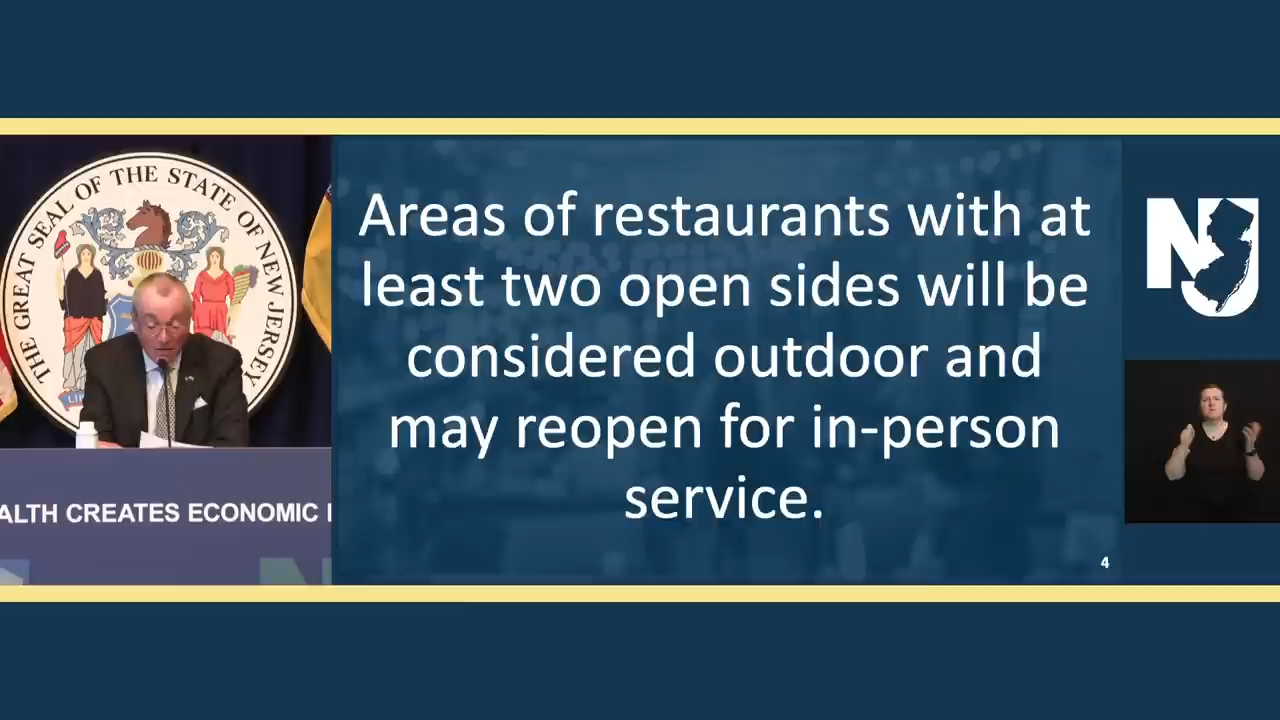 THE GREAT SEAL OF THE STATE OF NEW JERSEY
ALTH CREATES ECONOMIC
Areas of restaurants with at
least two open sides will be
considered outdoor and
may reopen for in-person
service.
4
NJ